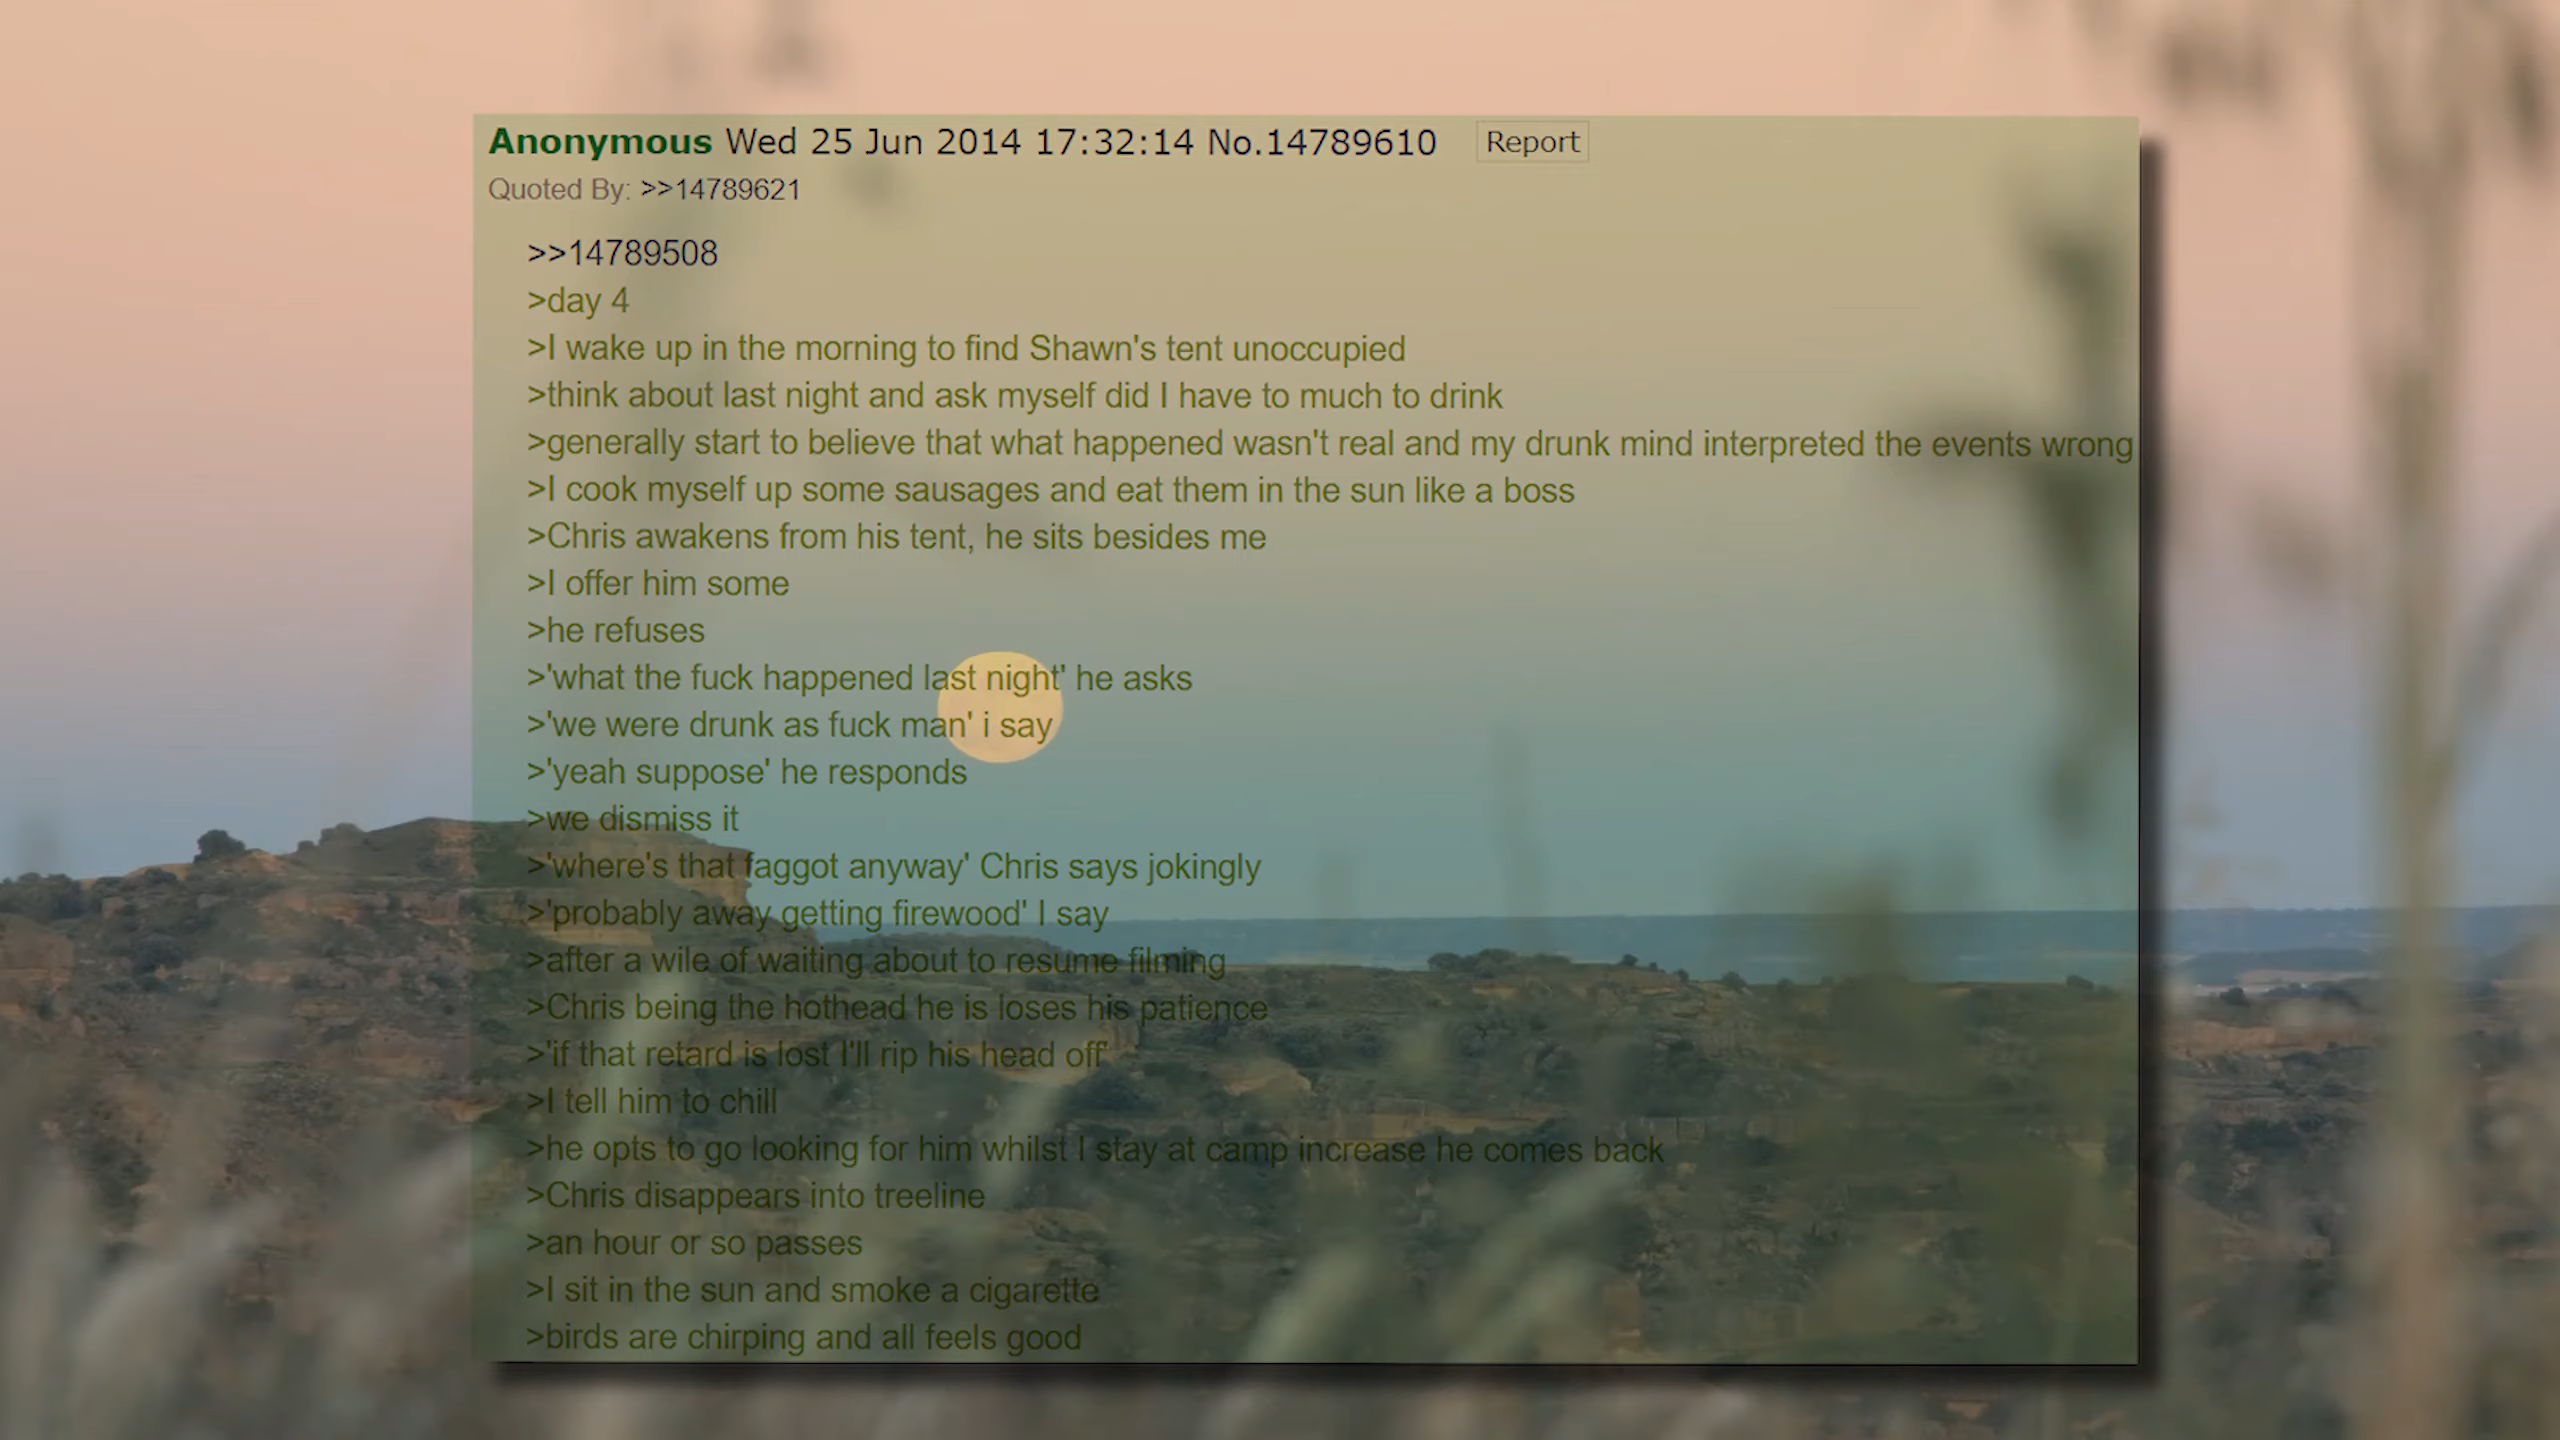 Anonymous Wed 25 Jun 2014 17:32:14 No.14789610 Report
Quoted By: >>14789621
>>14789508
>day 4
>I wake up in the morning to find Shawn's tent unoccupied
>think about last night and ask myself did I have to much to drink
>generally start to believe that what happened wasn't real and my drunk mind interpreted the events wrong
>I cook myself up some sausages and eat them in the sun like a boss
>Chris awakens from his tent, he sits besides me
>I offer him some
>he refuses
>'what the fuck happened last night' he asks
>'we were drunk as fuck man' i say
>'yeah suppose' he responds
>we dismiss it
>'where's that faggot anyway' Chris says jokingly
>'probably away getting firewood' I say
>after a wile of waiting about to resume filming
>Chris being the hothead he is loses his patience
>'if that retard is lost I'll rip his head off'
>I tell him to chill
>he opts to go looking for him whilst I stay at camp increase he comes back
>Chris disappears into treeline
>an hour or so passes
>I sit in the sun and smoke a cigarette
>birds are chirping and all feels good